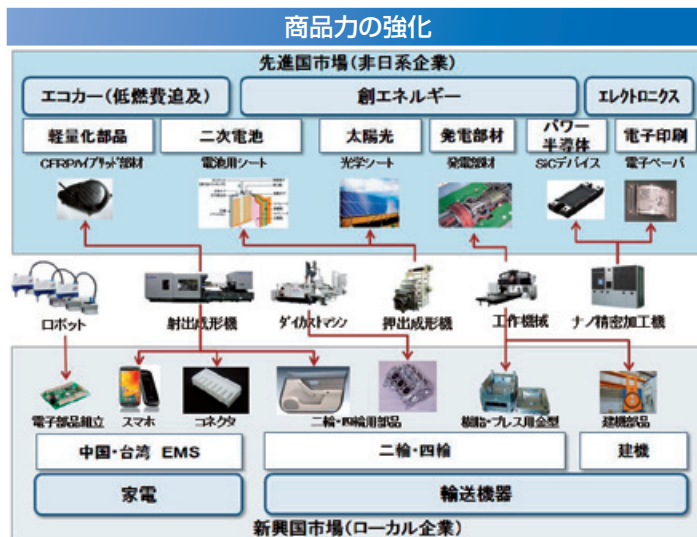 商品力の強化
先進国市場(非日系企業)
エコカー(低燃費追及) 創エネルギー エレクトロニクス
軽量化部品 二次電池 太陽光 発電部材 パワー半導体 電子印刷
CFRPハイブリッド部材 電池用シート 光学シート 発電部材 SiCデバイス 電子ペーパ
ロボット 射出成形機 ダイカストマシン 押出成形機 工作機械 ナノ精密加工機
電子部品組立 スマホ コネクタ 二輪・四輪用部品 樹脂・プレス用金型 建機部品
中国・台湾 EMS 二輪・四輪 建機
家電 輸送機器
新興国市場(ローカル企業)